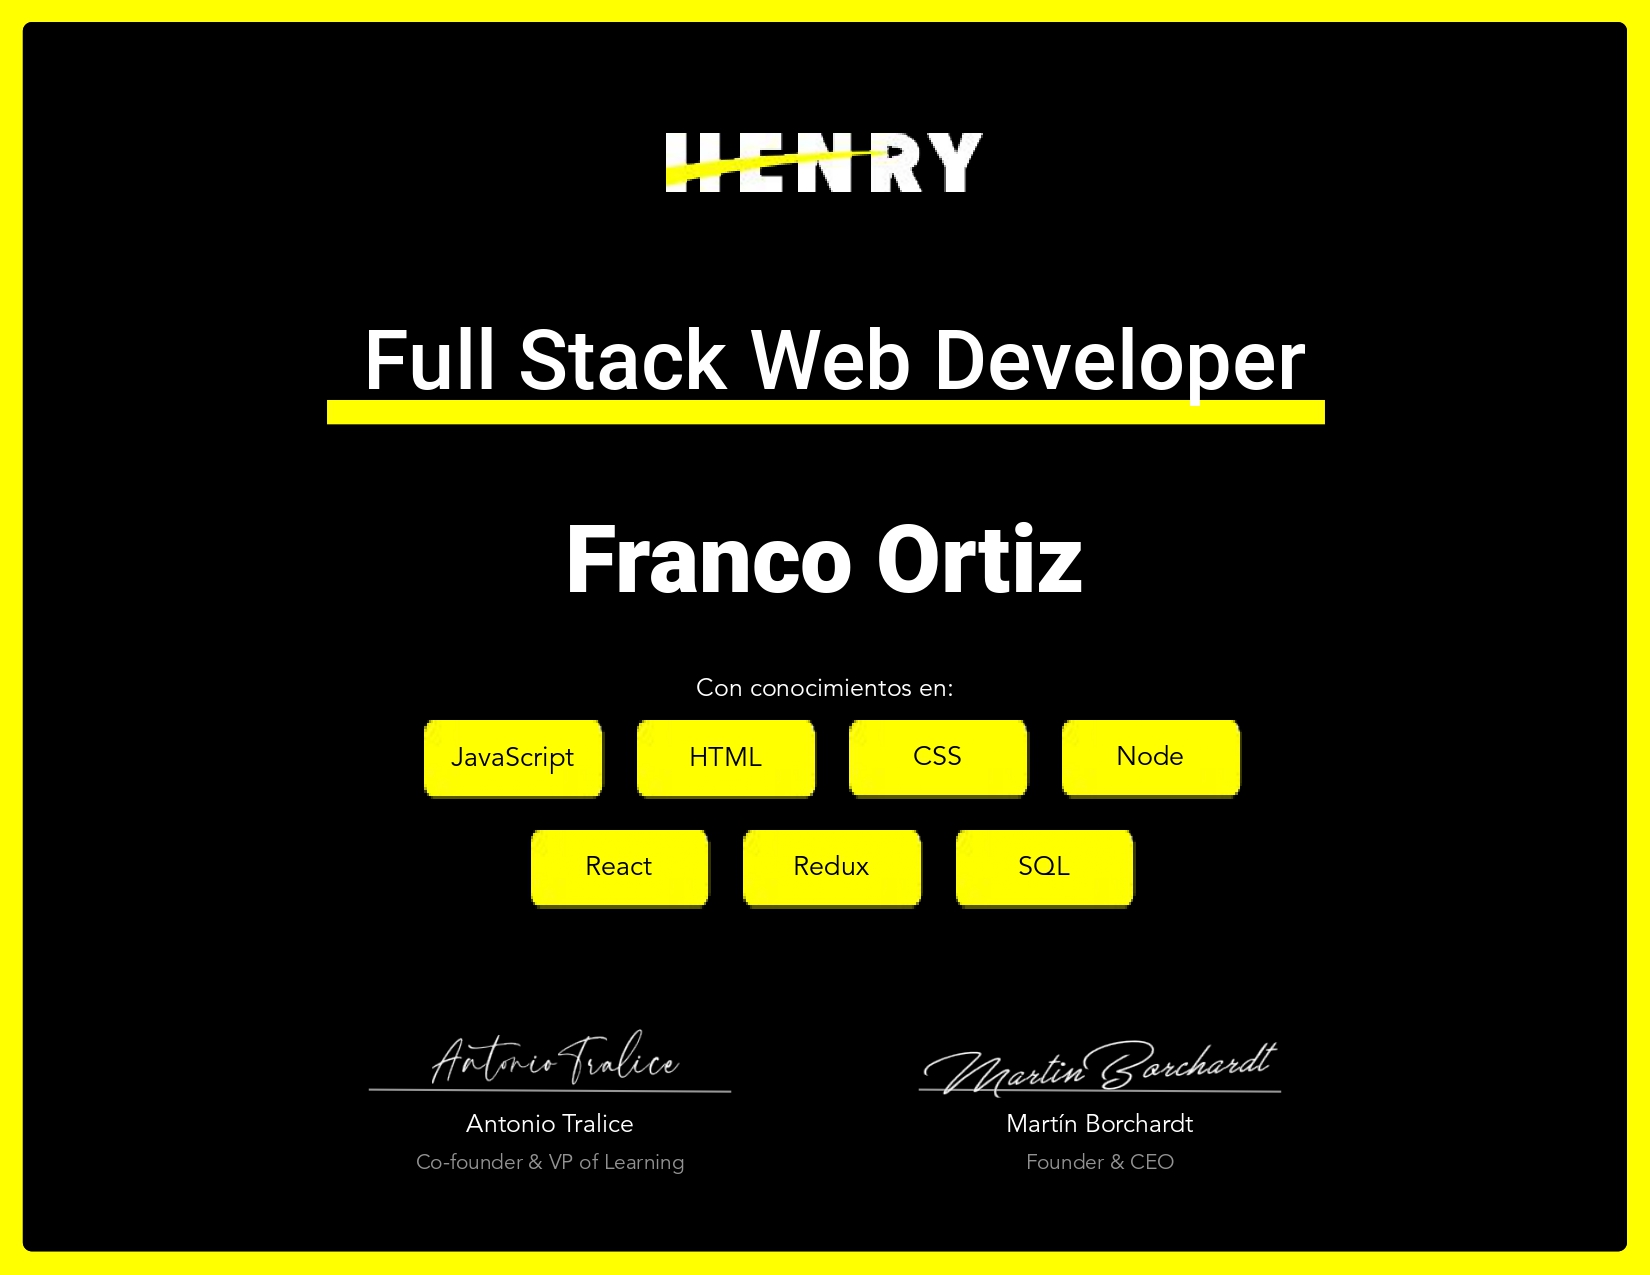 HENRY
Full Stack Web Developer
Franco Ortiz
Con conocimientos en:
JavaScript HTML CSS Node
React Redux SQL
Antonio Tralice Martin Borchardt
Antonio Tralice Martín Borchardt
Co-founder & VP of Learning Founder & CEO